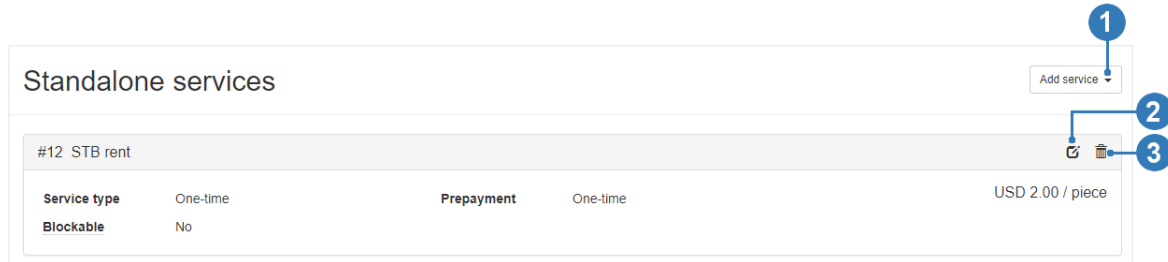 1
Standalone services
Add service
2
#12 STB rent
3
Service type One-time Prepayment One-time USD 2.00 / piece
Blockable No